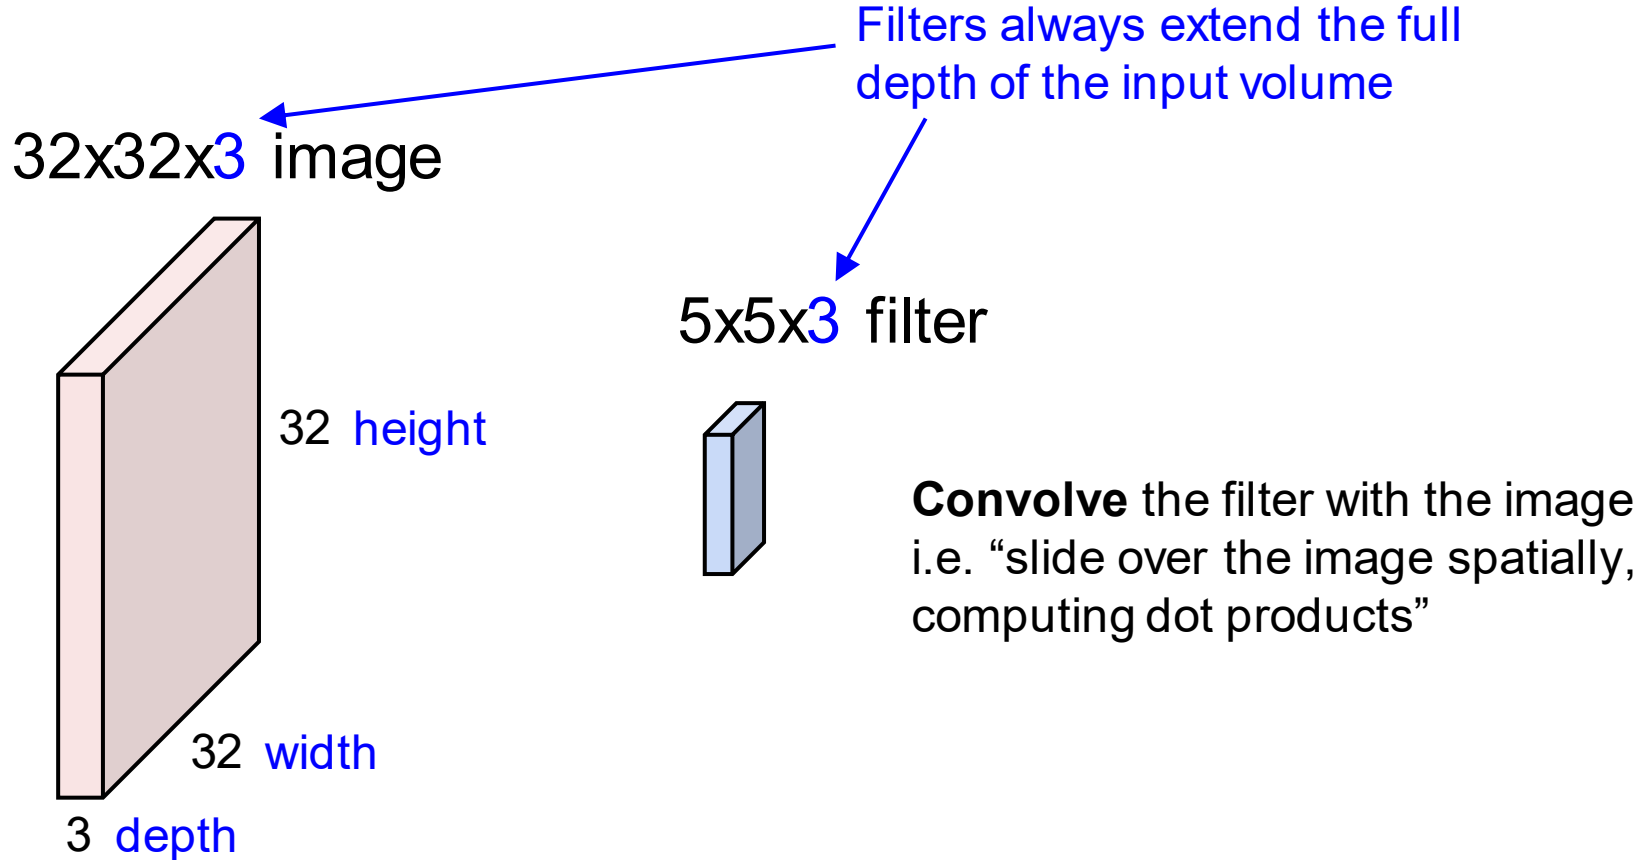 Filters always extend the full
depth of the input volume
32x32x3 image
5x5x3 filter
32 height
Convolve the filter with the image
i.e. “slide over the image spatially,
computing dot products”
32 width
3 depth